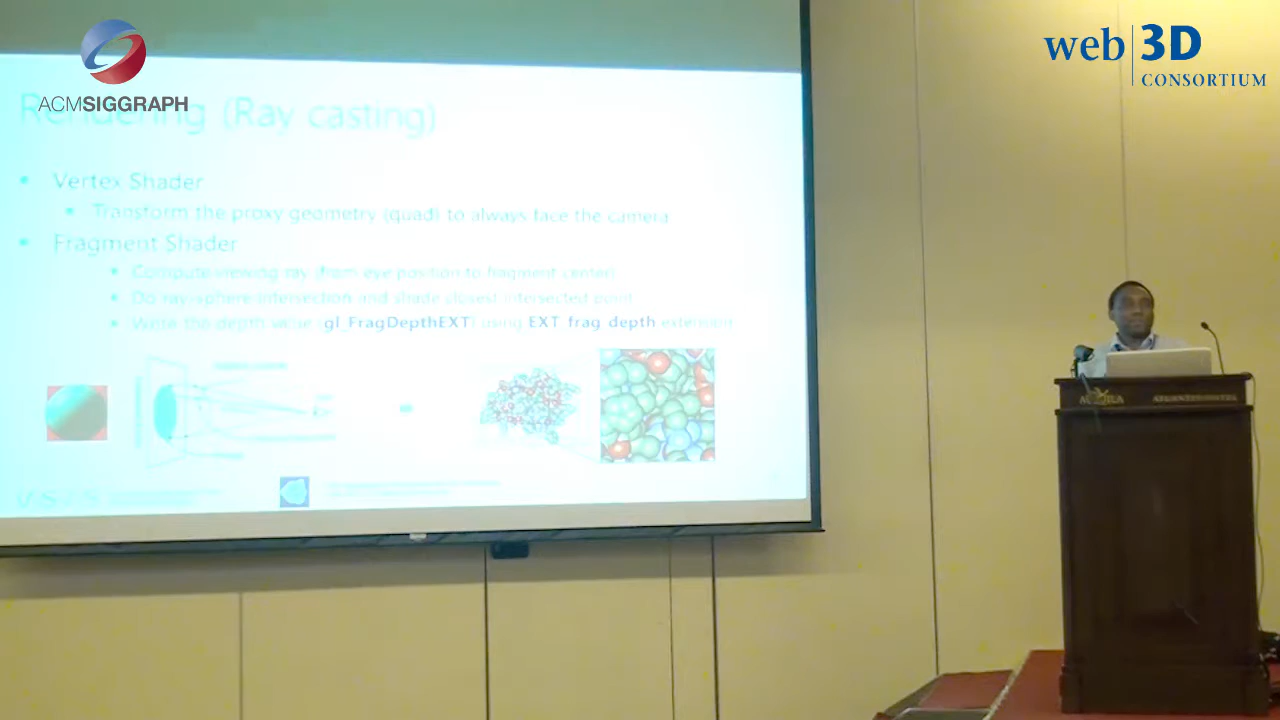 ACMSIGGRAPH
web 3D
CONSORTIUM
Rendering (Ray casting)
Vertex Shader
Transform the proxy geometry (quad) to always face the camera
Fragment Shader
Compute viewing ray (from eye position to fragment center)
Do ray-sphere intersection and shade closest intersected point
Write the depth value (gl_FragDepthEXT) using EXT_frag_depth extension